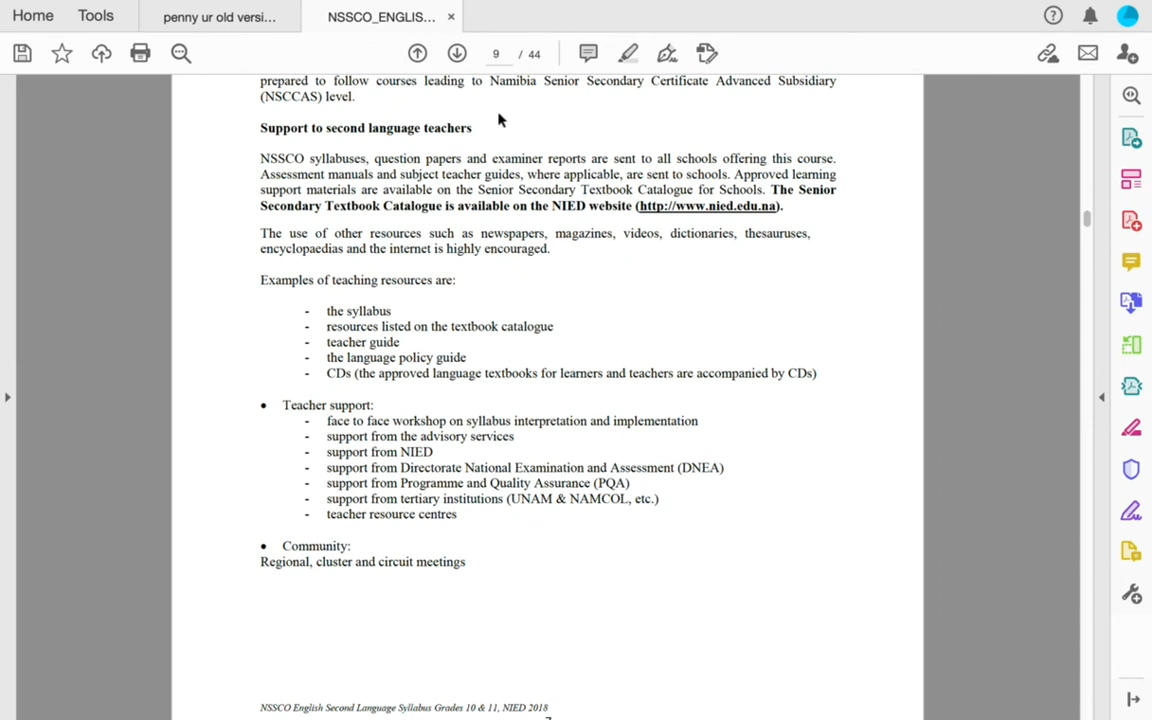 Home Tools penny ur old versi... NSSCO_ENGLIS... ×
9 / 44
prepared to follow courses leading to Namibia Senior Secondary Certificate Advanced Subsidiary
(NSCCAS) level.
Support to second language teachers
NSSCO syllabuses, question papers and examiner reports are sent to all schools offering this course.
Assessment manuals and subject teacher guides, where applicable, are sent to schools. Approved learning
support materials are available on the Senior Secondary Textbook Catalogue for Schools. The Senior
Secondary Textbook Catalogue is available on the NIED website (http://www.nied.edu.na).
The use of other resources such as newspapers, magazines, videos, dictionaries, thesauruses,
encyclopaedias and the internet is highly encouraged.
Examples of teaching resources are:
- the syllabus
- resources listed on the textbook catalogue
- teacher guide
- the language policy guide
- CDs (the approved language textbooks for learners and teachers are accompanied by CDs)
• Teacher support:
- face to face workshop on syllabus interpretation and implementation
- support from the advisory services
- support from NIED
- support from Directorate National Examination and Assessment (DNEA)
- support from Programme and Quality Assurance (PQA)
- support from tertiary institutions (UNAM & NAMCOL, etc.)
- teacher resource centres
• Community:
Regional, cluster and circuit meetings
NSSCO English Second Language Syllabus Grades 10 & 11, NIED 2018